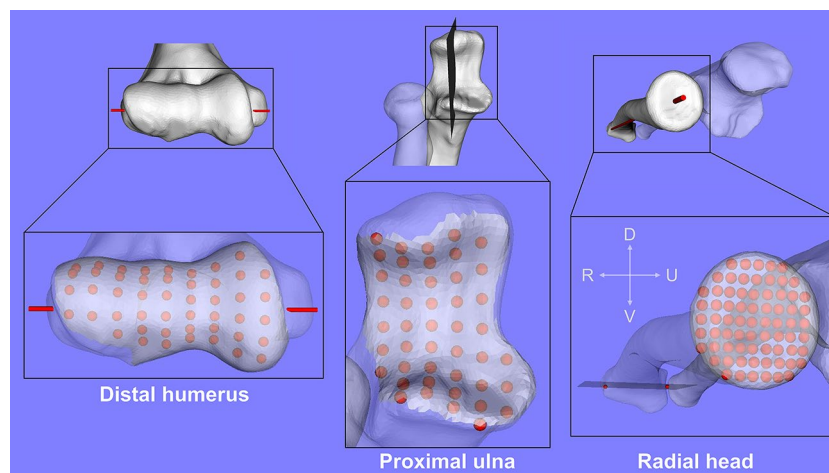 D
R U
V
Distal humerus
Proximal ulna
Radial head